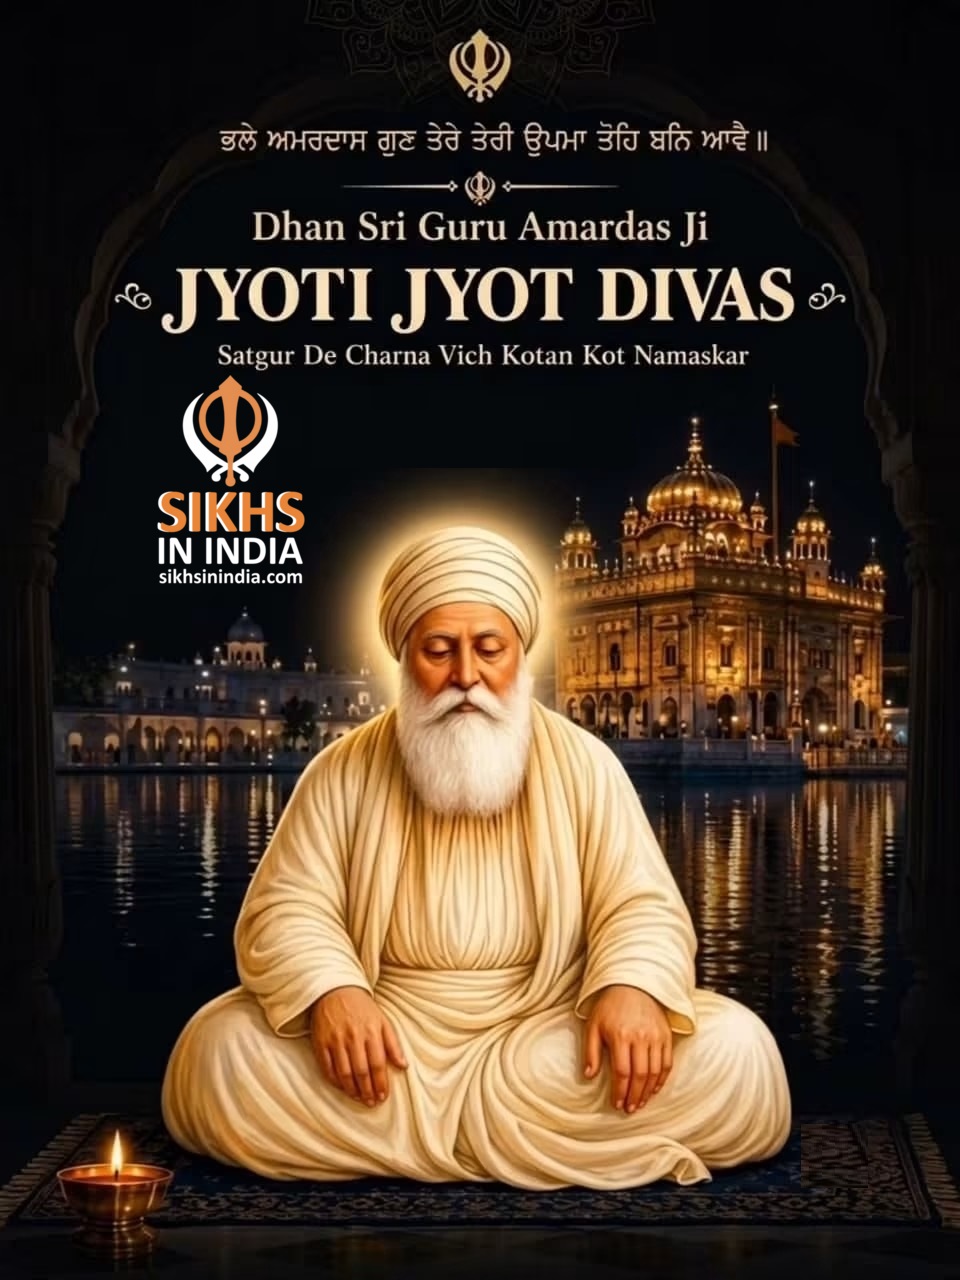 ਭਲੇ ਅਮਰਦਾਸ ਗੁਣ ਤੇਰੇ ਤੇਰੀ ਉਪਮਾ ਤੋਹਿ ਬਨਿ ਆਵੈ॥
Dhan Sri Guru Amardas Ji
JYOTI JYOT DIVAS
Satgur De Charna Vich Kotan Kot Namaskar
SIKHS
IN INDIA
sikhsinindia.com